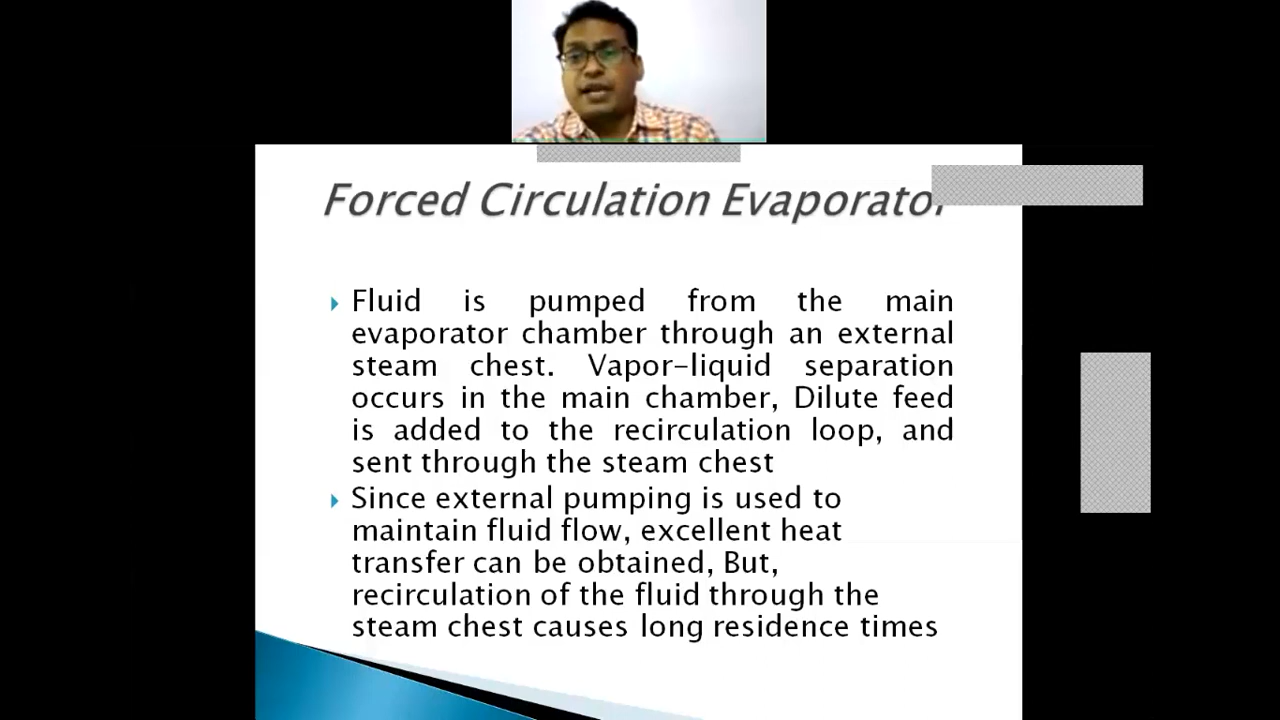 Forced Circulation Evaporator
Fluid is pumped from the main
evaporator chamber through an external
steam chest. Vapor-liquid separation
occurs in the main chamber, Dilute feed
is added to the recirculation loop, and
sent through the steam chest
Since external pumping is used to
maintain fluid flow, excellent heat
transfer can be obtained, But,
recirculation of the fluid through the
steam chest causes long residence times